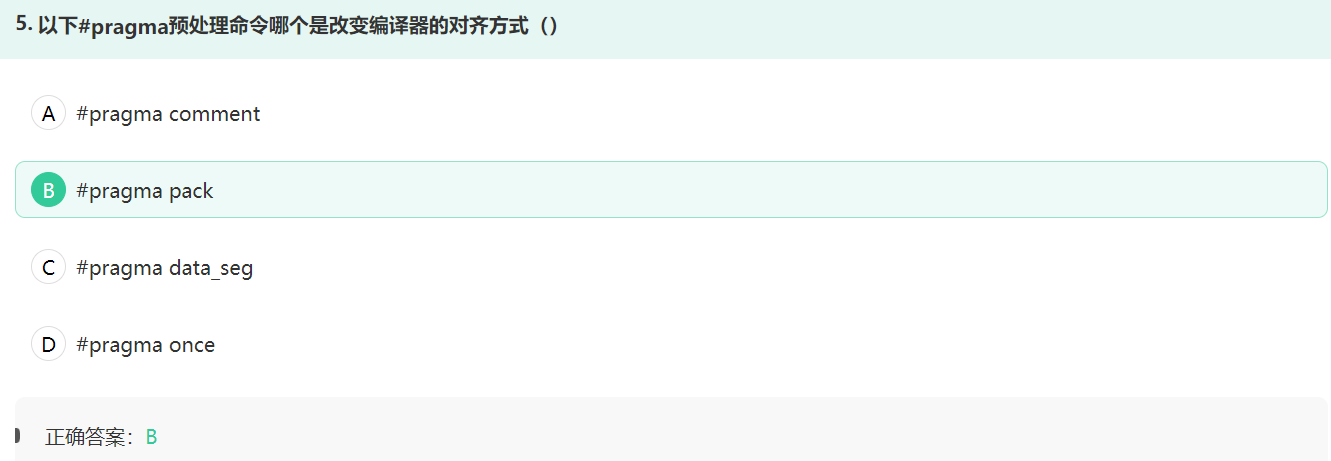 5. 以下#pragma预处理命令哪个是改变编译器的对齐方式（）
A #pragma comment
B #pragma pack
C #pragma data_seg
D #pragma once
正确答案：B